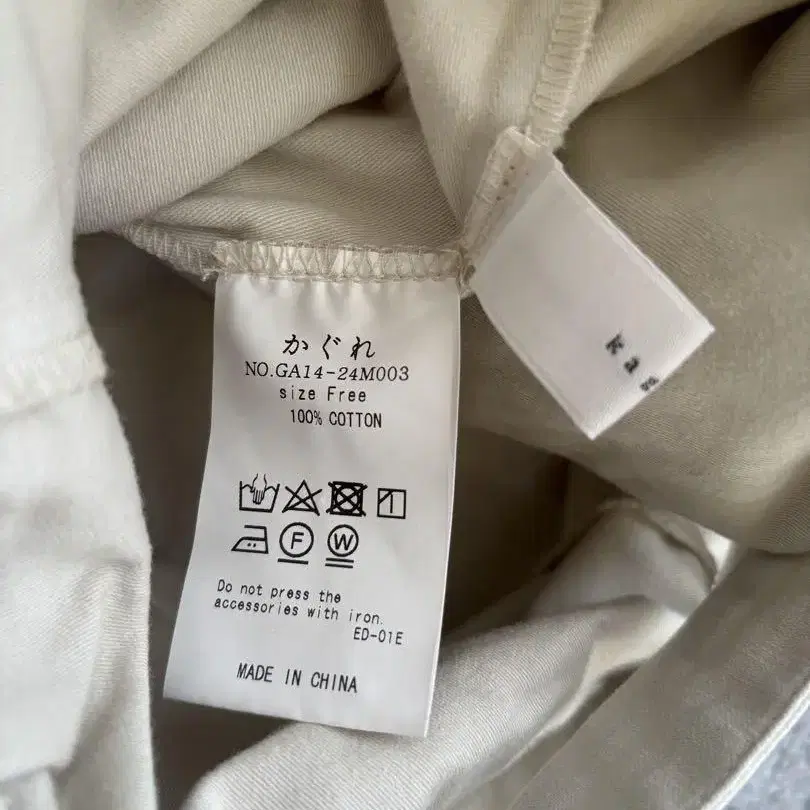 かぐれ
NO.GA14-24M003
size Free
100% COTTON
F W
Do not press the
accessories with iron.
ED-01E
MADE IN CHINA